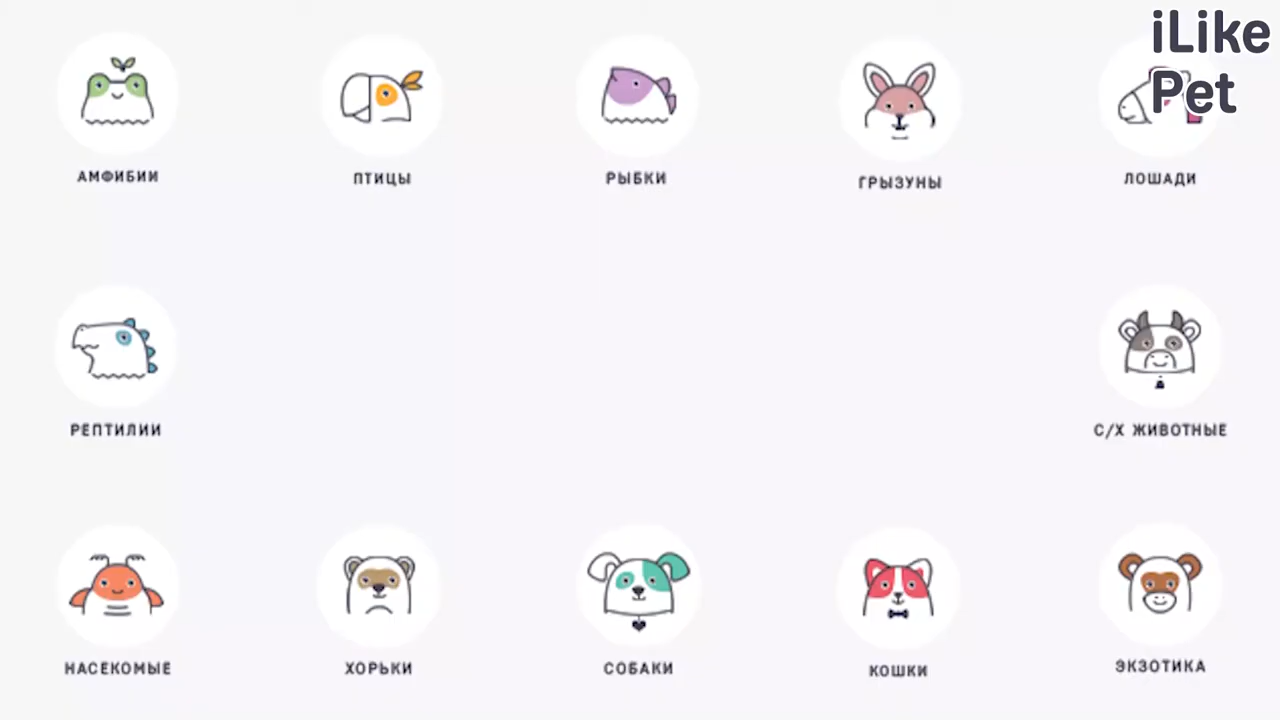 iLike
Pet
АМФИБИИ
ПТИЦЫ
РЫБКИ
ГРЫЗУНЫ
ЛОШАДИ
РЕПТИЛИИ
С/Х ЖИВОТНЫЕ
НАСЕКОМЫЕ
ХОРЬКИ
СОБАКИ
КОШКИ
ЭКЗОТИКА